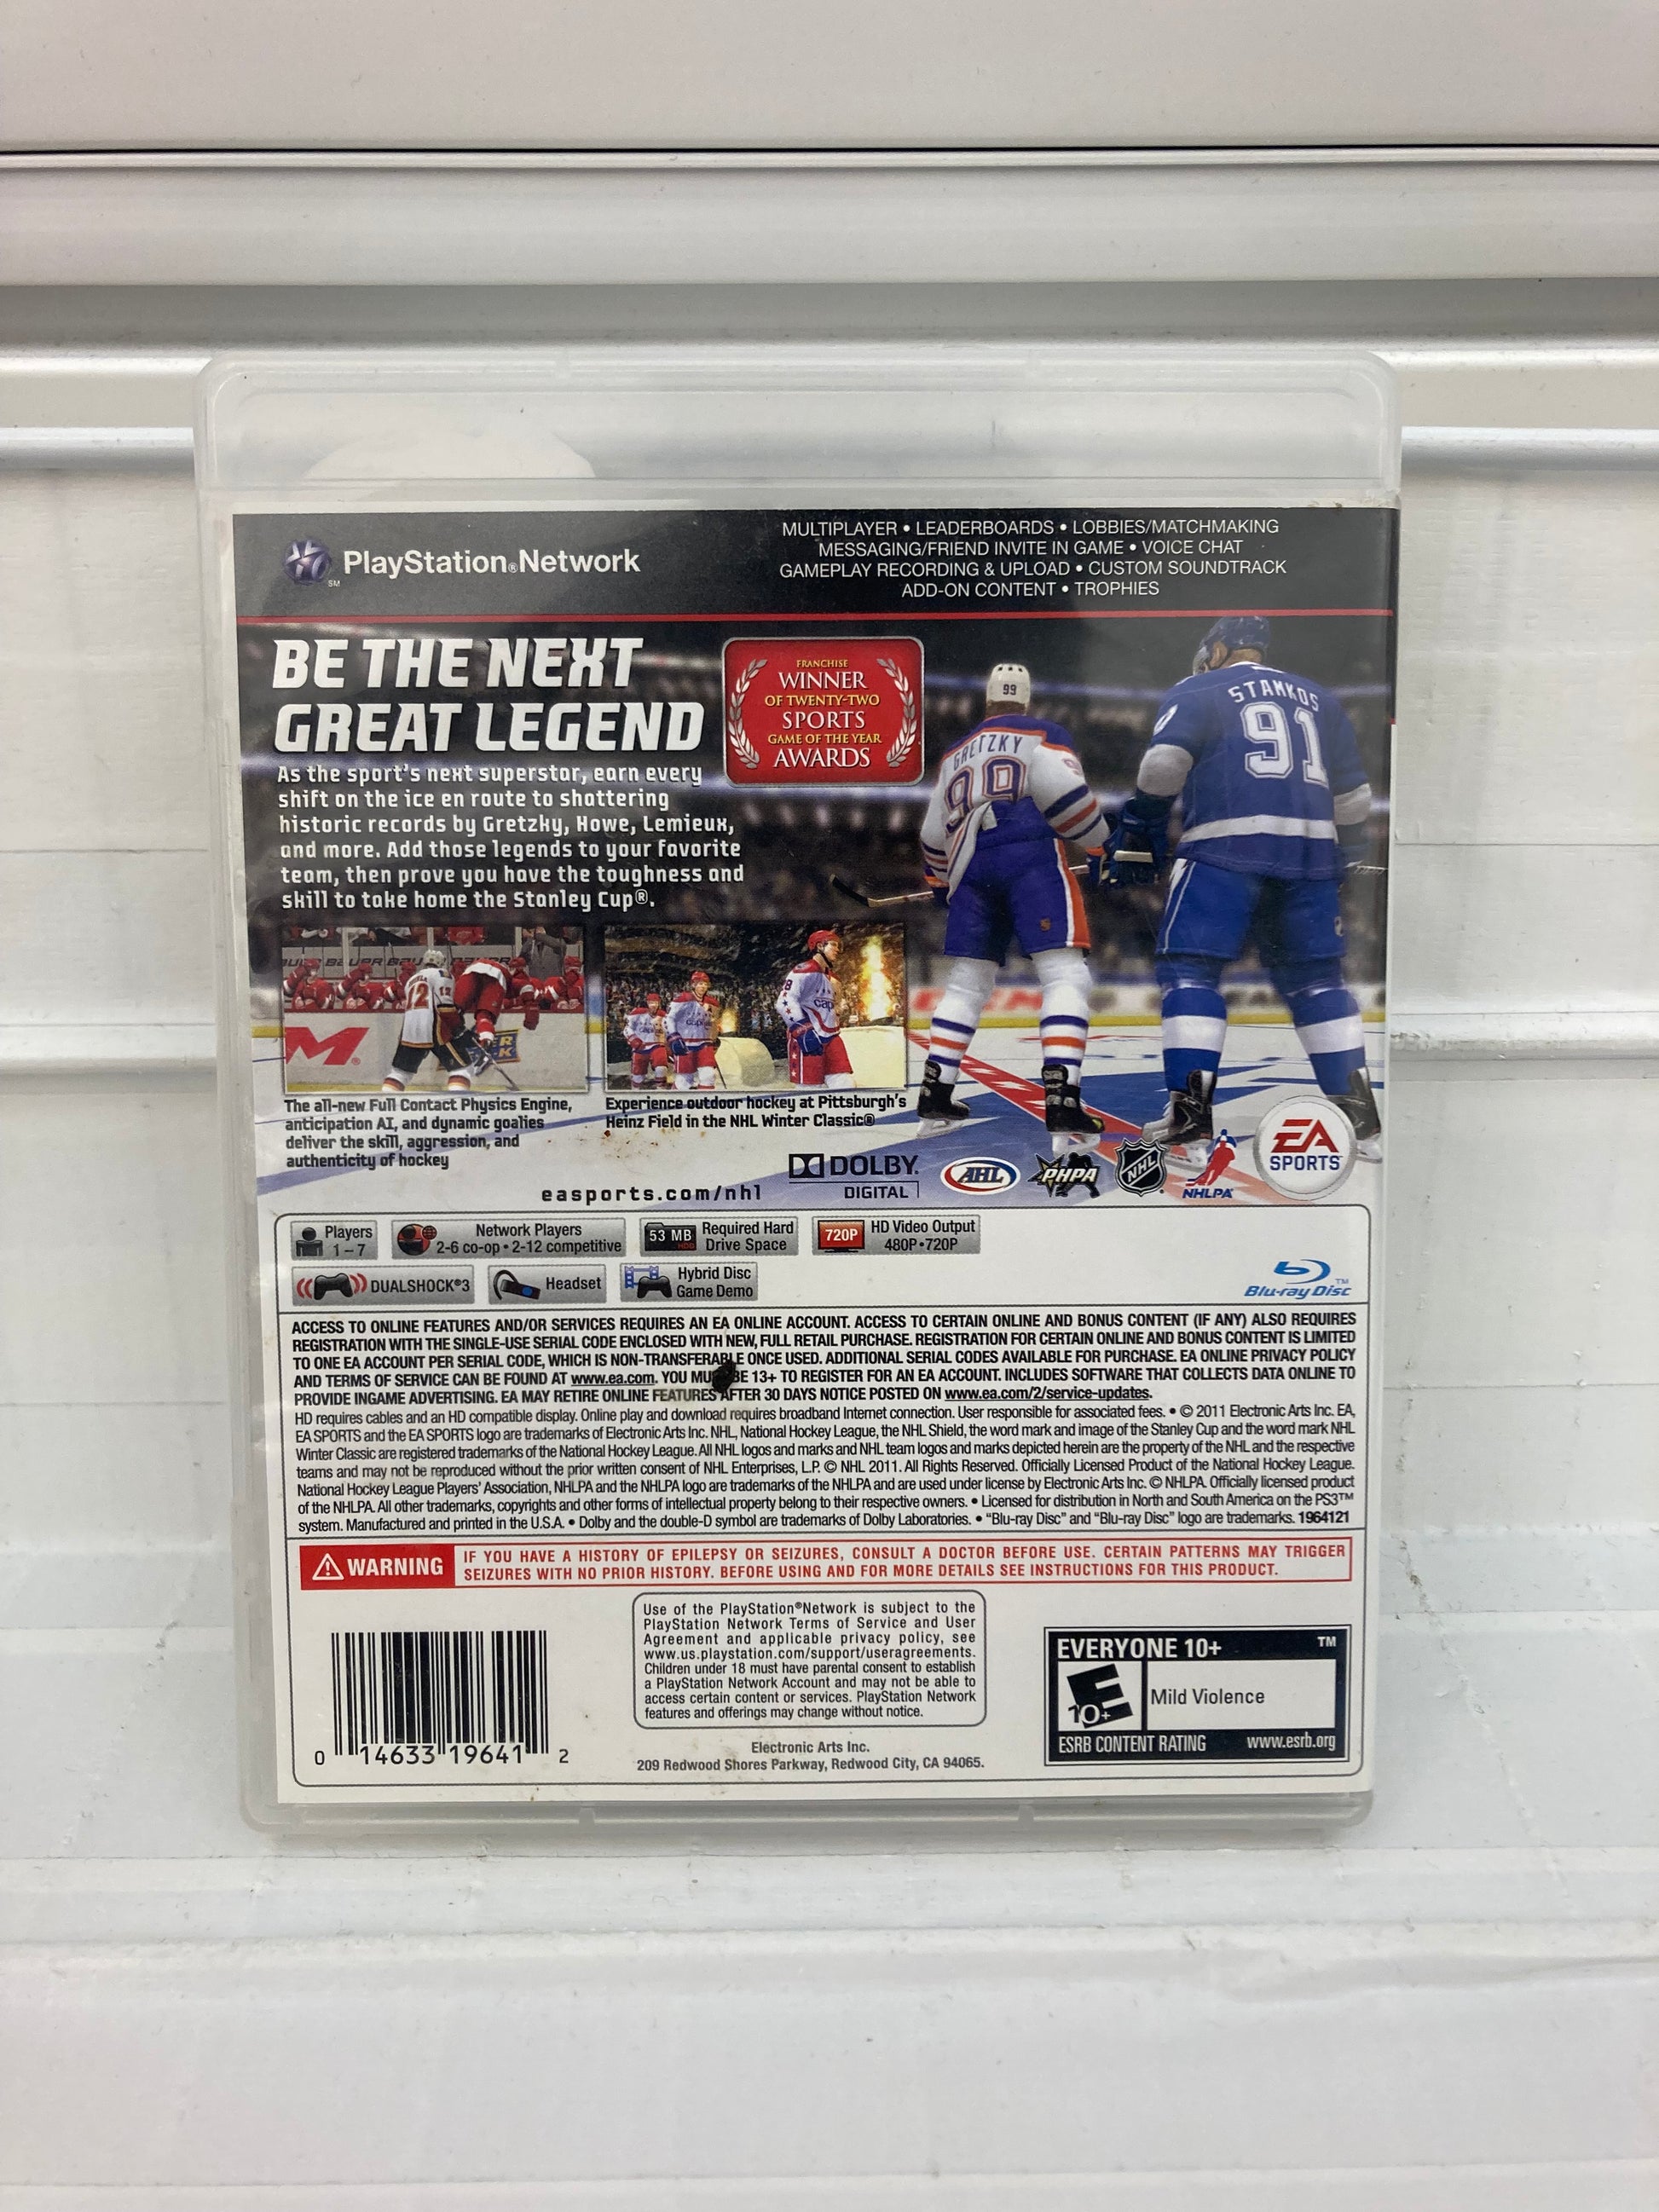 PlayStation®Network
SM
MULTIPLAYER • LEADERBOARDS • LOBBIES/MATCHMAKING
MESSAGING/FRIEND INVITE IN GAME • VOICE CHAT
GAMEPLAY RECORDING & UPLOAD • CUSTOM SOUNDTRACK
ADD-ON CONTENT • TROPHIES
BE THE NEXT
GREAT LEGEND
FRANCHISE
WINNER
OF TWENTY-TWO
SPORTS
GAME OF THE YEAR
AWARDS
99
GRETZKY
99
STAMKOS
91
As the sport's next superstar, earn every
shift on the ice en route to shattering
historic records by Gretzky, Howe, Lemieux,
and more. Add those legends to your favorite
team, then prove you have the toughness and
skill to take home the Stanley Cup®.
BAUER
12
The all-new Full Contact Physics Engine,
anticipation AI, and dynamic goalies
deliver the skill, aggression, and
authenticity of hockey
Experience outdoor hockey at Pittsburgh's
Heinz Field in the NHL Winter Classic®
easports.com/nhl
DOLBY
DIGITAL
AHL
PHPA
NHL
NHLPA
EA
SPORTS
Players
1 – 7
Network Players
2-6 co-op • 2-12 competitive
53 MB
Required Hard
Drive Space
720P
HD Video Output
480P•720P
DUALSHOCK®3
Headset
Hybrid Disc
Game Demo
Blu-ray Disc™
ACCESS TO ONLINE FEATURES AND/OR SERVICES REQUIRES AN EA ONLINE ACCOUNT. ACCESS TO CERTAIN ONLINE AND BONUS CONTENT (IF ANY) ALSO REQUIRES
REGISTRATION WITH THE SINGLE-USE SERIAL CODE ENCLOSED WITH NEW, FULL RETAIL PURCHASE. REGISTRATION FOR CERTAIN ONLINE AND BONUS CONTENT IS LIMITED
TO ONE EA ACCOUNT PER SERIAL CODE, WHICH IS NON-TRANSFERABLE ONCE USED. ADDITIONAL SERIAL CODES AVAILABLE FOR PURCHASE. EA ONLINE PRIVACY POLICY
AND TERMS OF SERVICE CAN BE FOUND AT www.ea.com. YOU MU BE 13+ TO REGISTER FOR AN EA ACCOUNT. INCLUDES SOFTWARE THAT COLLECTS DATA ONLINE TO
PROVIDE INGAME ADVERTISING. EA MAY RETIRE ONLINE FEATURES AFTER 30 DAYS NOTICE POSTED ON www.ea.com/2/service-updates.
HD requires cables and an HD compatible display. Online play and download requires broadband Internet connection. User responsible for associated fees. • © 2011 Electronic Arts Inc. EA,
EA SPORTS and the EA SPORTS logo are trademarks of Electronic Arts Inc. NHL, National Hockey League, the NHL Shield, the word mark and image of the Stanley Cup and the word mark NHL
Winter Classic are registered trademarks of the National Hockey League. All NHL logos and marks and NHL team logos and marks depicted herein are the property of the NHL and the respective
teams and may not be reproduced without the prior written consent of NHL Enterprises, L.P. © NHL 2011. All Rights Reserved. Officially Licensed Product of the National Hockey League.
National Hockey League Players' Association, NHLPA and the NHLPA logo are trademarks of the NHLPA and are used under license by Electronic Arts Inc. © NHLPA. Officially licensed product
of the NHLPA. All other trademarks, copyrights and other forms of intellectual property belong to their respective owners. • Licensed for distribution in North and South America on the PS3™
system. Manufactured and printed in the U.S.A. • Dolby and the double-D symbol are trademarks of Dolby Laboratories. • "Blu-ray Disc" and "Blu-ray Disc" logo are trademarks. 1964121
WARNING
IF YOU HAVE A HISTORY OF EPILEPSY OR SEIZURES, CONSULT A DOCTOR BEFORE USE. CERTAIN PATTERNS MAY TRIGGER
SEIZURES WITH NO PRIOR HISTORY. BEFORE USING AND FOR MORE DETAILS SEE INSTRUCTIONS FOR THIS PRODUCT.
Use of the PlayStation®Network is subject to the
PlayStation Network Terms of Service and User
Agreement and applicable privacy policy, see
www.us.playstation.com/support/useragreements.
Children under 18 must have parental consent to establish
a PlayStation Network Account and may not be able to
access certain content or services. PlayStation Network
features and offerings may change without notice.
Electronic Arts Inc.
209 Redwood Shores Parkway, Redwood City, CA 94065.
0 14633 19641 2
EVERYONE 10+ ™
E
10+
Mild Violence
ESRB CONTENT RATING www.esrb.org